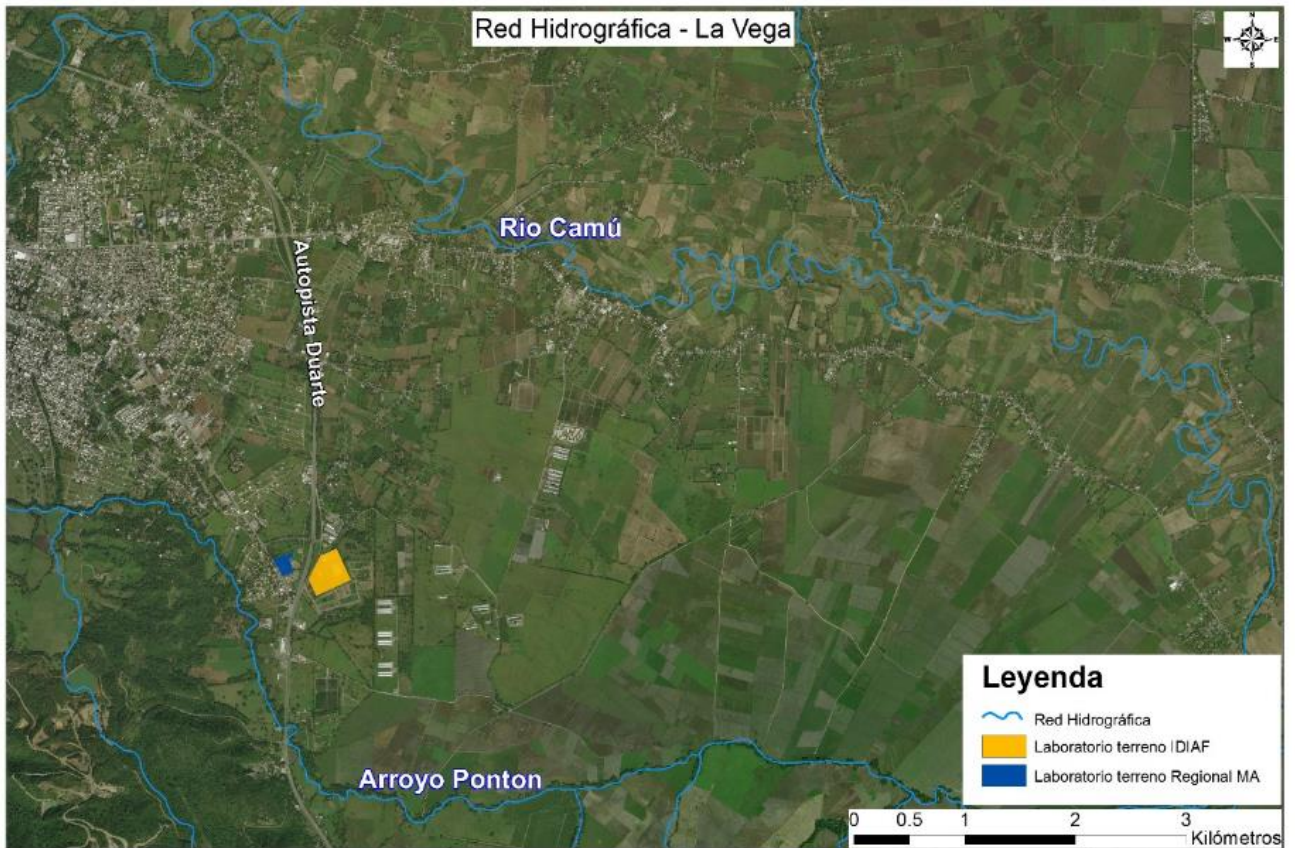 Red Hidrográfica - La Vega
N
W E
S
Rio Camú
Autopista Duarte
Arroyo Ponton
Leyenda
Red Hidrográfica
Laboratorio terreno IDIAF
Laboratorio terreno Regional MA
0 0.5 1 2 3
Kilómetros